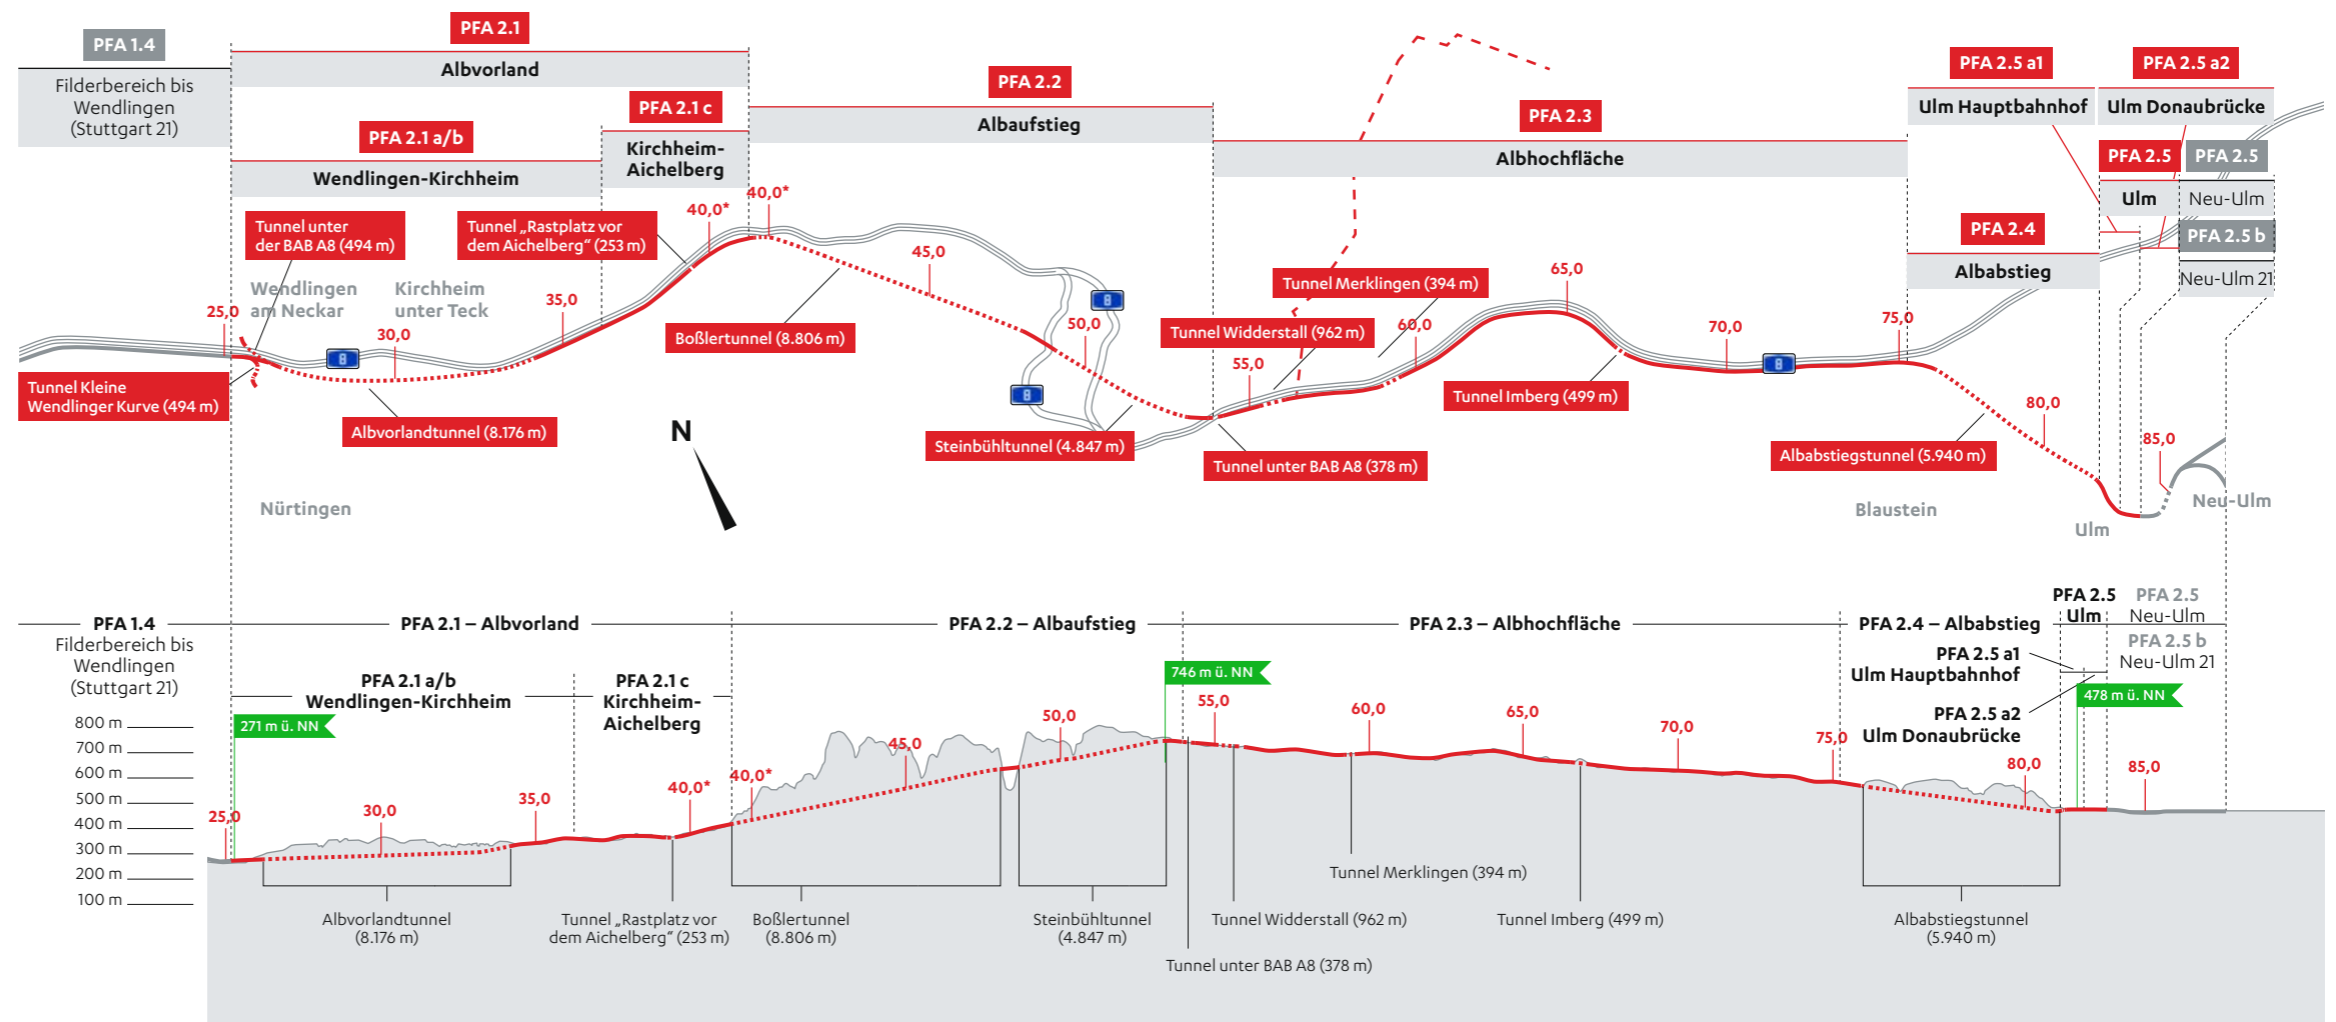 PFA 1.4
Filderbereich bis
Wendlingen
(Stuttgart 21)
PFA 2.1
Albvorland
PFA 2.1 a/b
Wendlingen-Kirchheim
PFA 2.1 c
Kirchheim-
Aichelberg
PFA 2.2
Albaufstieg
PFA 2.3
Albhochfläche
PFA 2.4
Albabstieg
PFA 2.5 a1
Ulm Hauptbahnhof
PFA 2.5 a2
Ulm Donaubrücke
PFA 2.5
Ulm
PFA 2.5
Neu-Ulm
PFA 2.5 b
Neu-Ulm 21
Tunnel unter
der BAB A8 (494 m)
Tunnel „Rastplatz vor
dem Aichelberg“ (253 m)
Wendlingen
am Neckar
Kirchheim
unter Teck
25,0
30,0
35,0
40,0*
40,0*
45,0
50,0
55,0
60,0
65,0
70,0
75,0
80,0
85,0
8
8
8
8
Tunnel Kleine
Wendlinger Kurve (494 m)
Albvorlandtunnel (8.176 m)
Boßlertunnel (8.806 m)
Steinbühltunnel (4.847 m)
Tunnel Merklingen (394 m)
Tunnel Widderstall (962 m)
Tunnel unter BAB A8 (378 m)
Tunnel Imberg (499 m)
Albabstiegstunnel (5.940 m)
N
Nürtingen
Blaustein
Ulm
Neu-Ulm
PFA 1.4
Filderbereich bis
Wendlingen
(Stuttgart 21)
PFA 2.1 – Albvorland
PFA 2.2 – Albaufstieg
PFA 2.3 – Albhochfläche
PFA 2.4 – Albabstieg
PFA 2.5
Ulm
PFA 2.5
Neu-Ulm
PFA 2.5 b
Neu-Ulm 21
PFA 2.5 a1
Ulm Hauptbahnhof
PFA 2.5 a2
Ulm Donaubrücke
PFA 2.1 a/b
Wendlingen-Kirchheim
PFA 2.1 c
Kirchheim-
Aichelberg
271 m ü. NN
746 m ü. NN
478 m ü. NN
800 m
700 m
600 m
500 m
400 m
300 m
200 m
100 m
25,0
30,0
35,0
40,0*
40,0*
45,0
50,0
55,0
60,0
65,0
70,0
75,0
80,0
85,0
Albvorlandtunnel
(8.176 m)
Tunnel „Rastplatz vor
dem Aichelberg“ (253 m)
Boßlertunnel
(8.806 m)
Steinbühltunnel
(4.847 m)
Tunnel unter BAB A8 (378 m)
Tunnel Widderstall (962 m)
Tunnel Merklingen (394 m)
Tunnel Imberg (499 m)
Albabstiegstunnel
(5.940 m)